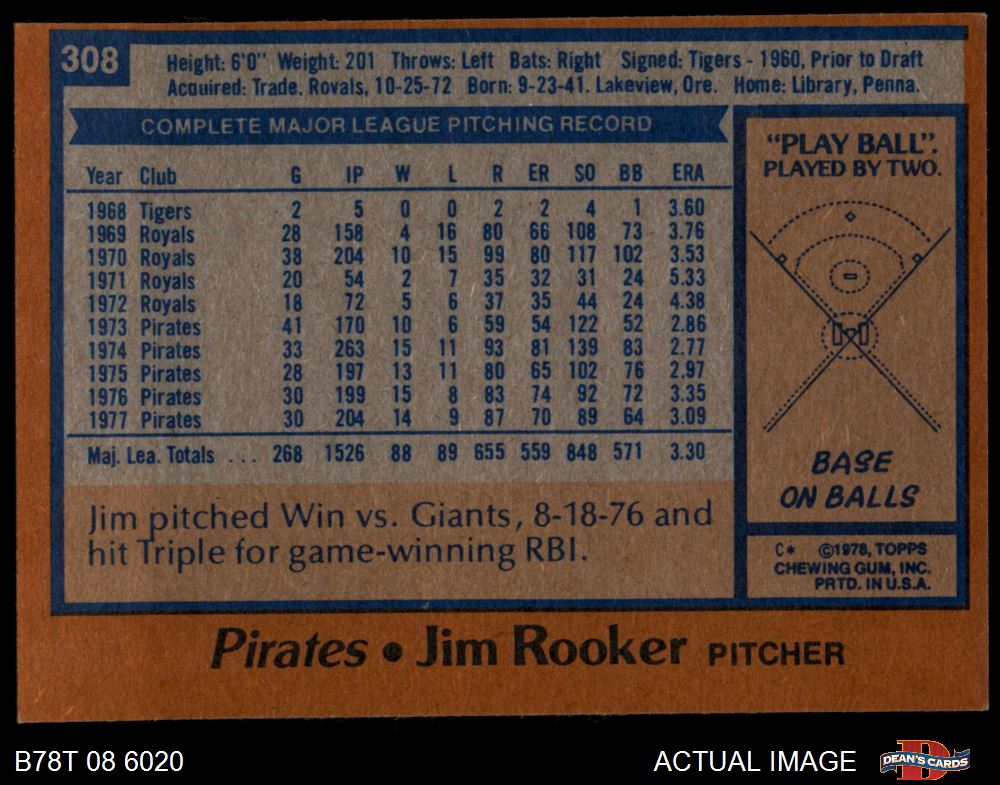 308
Height: 6'0" Weight: 201 Throws: Left Bats: Right Signed: Tigers - 1960, Prior to Draft
Acquired: Trade, Royals, 10-25-72 Born: 9-23-41, Lakeview, Ore. Home: Library, Penna.
COMPLETE MAJOR LEAGUE PITCHING RECORD
Year Club G IP W L R ER SO BB ERA
1968 Tigers 2 5 0 0 2 2 4 1 3.60
1969 Royals 28 158 4 16 80 66 108 73 3.76
1970 Royals 38 204 10 15 99 80 117 102 3.53
1971 Royals 20 54 2 7 35 32 31 24 5.33
1972 Royals 18 72 5 6 37 35 44 24 4.38
1973 Pirates 41 170 10 6 59 54 122 52 2.86
1974 Pirates 33 263 15 11 93 81 139 83 2.77
1975 Pirates 28 197 13 11 80 65 102 76 2.97
1976 Pirates 30 199 15 8 83 74 92 72 3.35
1977 Pirates 30 204 14 9 87 70 89 64 3.09
Maj. Lea. Totals . . . 268 1526 88 89 655 559 848 571 3.30
Jim pitched Win vs. Giants, 8-18-76 and
hit Triple for game-winning RBI.
"PLAY BALL".
PLAYED BY TWO.
BASE
ON BALLS
C* ©1978, TOPPS
CHEWING GUM, INC.
PRTD. IN U.S.A.
Pirates • Jim Rooker PITCHER
B78T 08 6020
ACTUAL IMAGE
DEAN'S CARDS